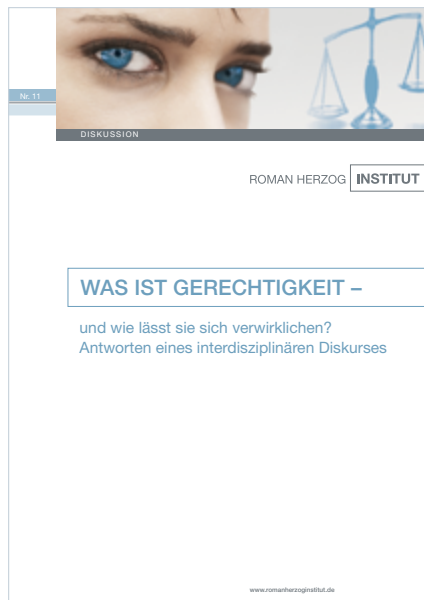 Nr. 11
DISKUSSION
ROMAN HERZOG INSTITUT
WAS IST GERECHTIGKEIT –
und wie lässt sie sich verwirklichen?
Antworten eines interdisziplinären Diskurses
www.romanherzoginstitut.de